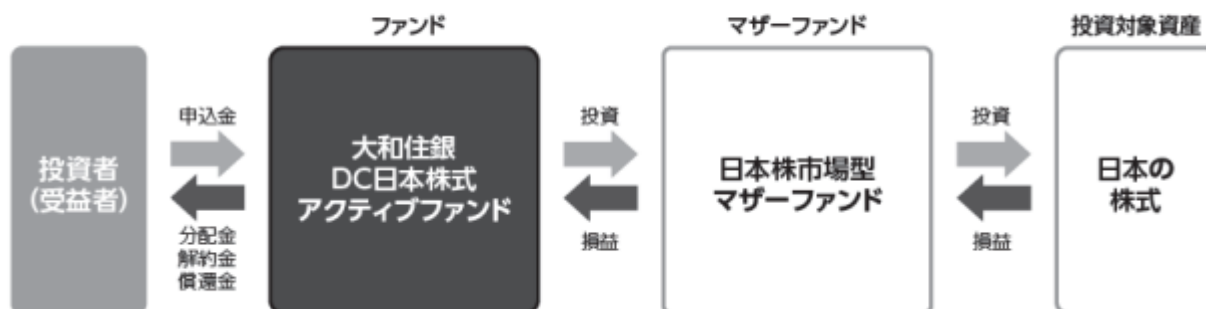 ファンド
マザーファンド
投資対象資産
投資者
(受益者)
申込金
分配金
解約金
償還金
大和住銀
DC日本株式
アクティブファンド
投資
損益
日本株市場型
マザーファンド
投資
損益
日本の
株式